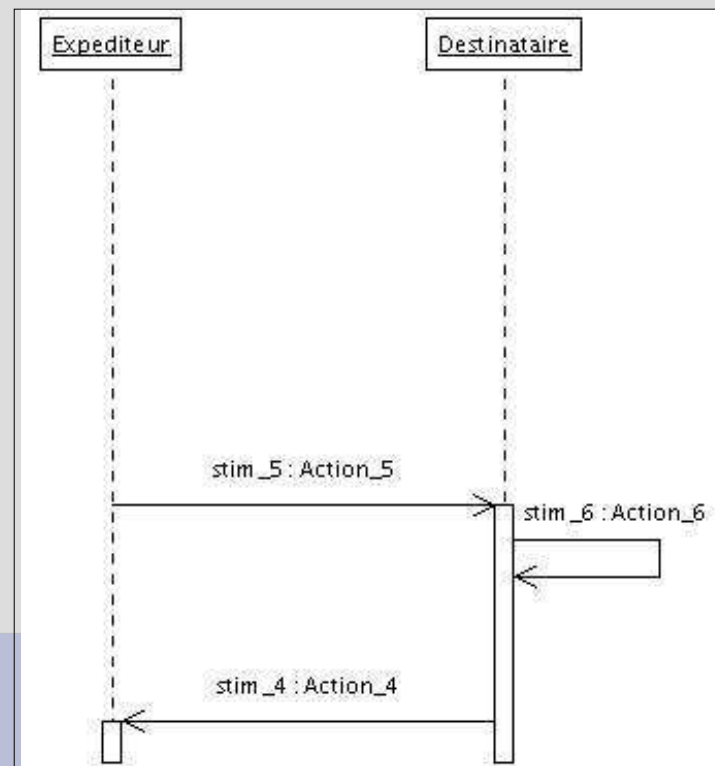 Expediteur
Destinataire
stim_5 : Action_5
stim_6 : Action_6
stim_4 : Action_4